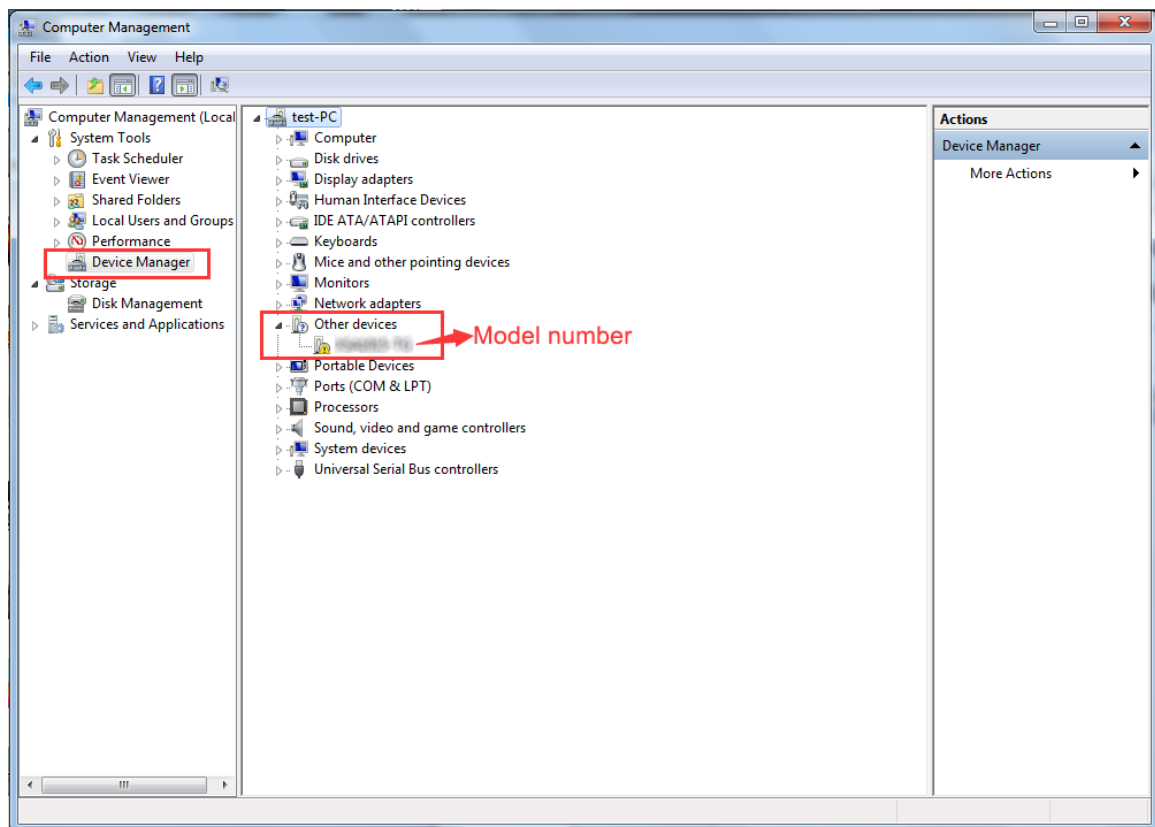 Computer Management
File Action View Help
Computer Management (Local
System Tools
Task Scheduler
Event Viewer
Shared Folders
Local Users and Groups
Performance
Device Manager
Storage
Disk Management
Services and Applications
test-PC
Computer
Disk drives
Display adapters
Human Interface Devices
IDE ATA/ATAPI controllers
Keyboards
Mice and other pointing devices
Monitors
Network adapters
Other devices
Model number
Portable Devices
Ports (COM & LPT)
Processors
Sound, video and game controllers
System devices
Universal Serial Bus controllers
Actions
Device Manager
More Actions